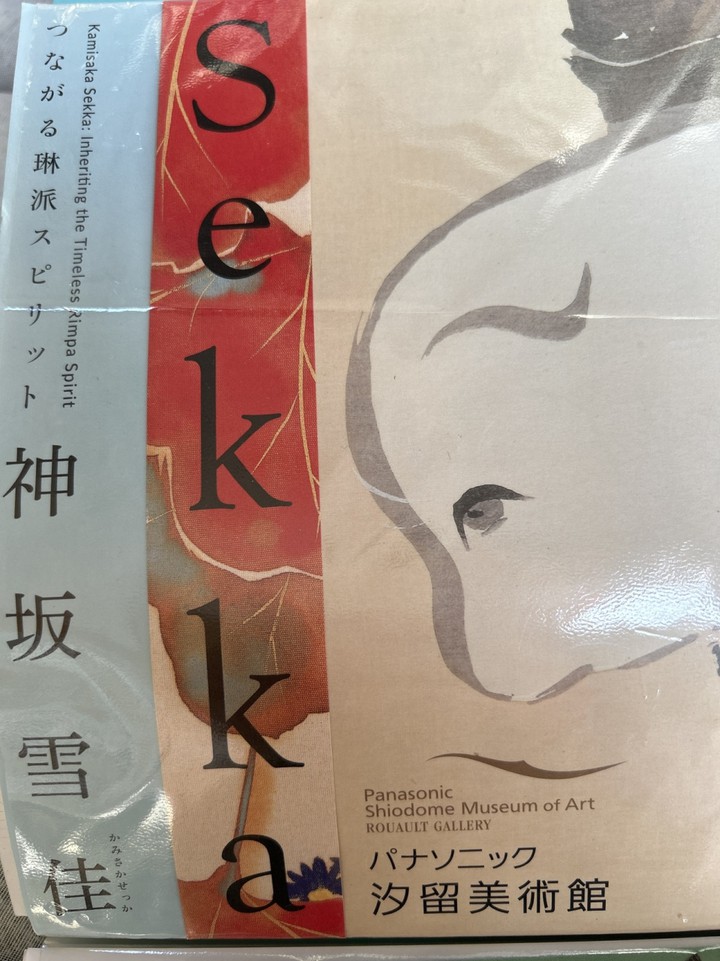 Kamisaka Sekka: Inheriting the Timeless Rimpa Spirit
つながる琳派スピリット
神坂雪佳
かみさかせっか
Sekka
Panasonic
Shiodome Museum of Art
ROUAULT GALLERY
パナソニック
汐留美術館